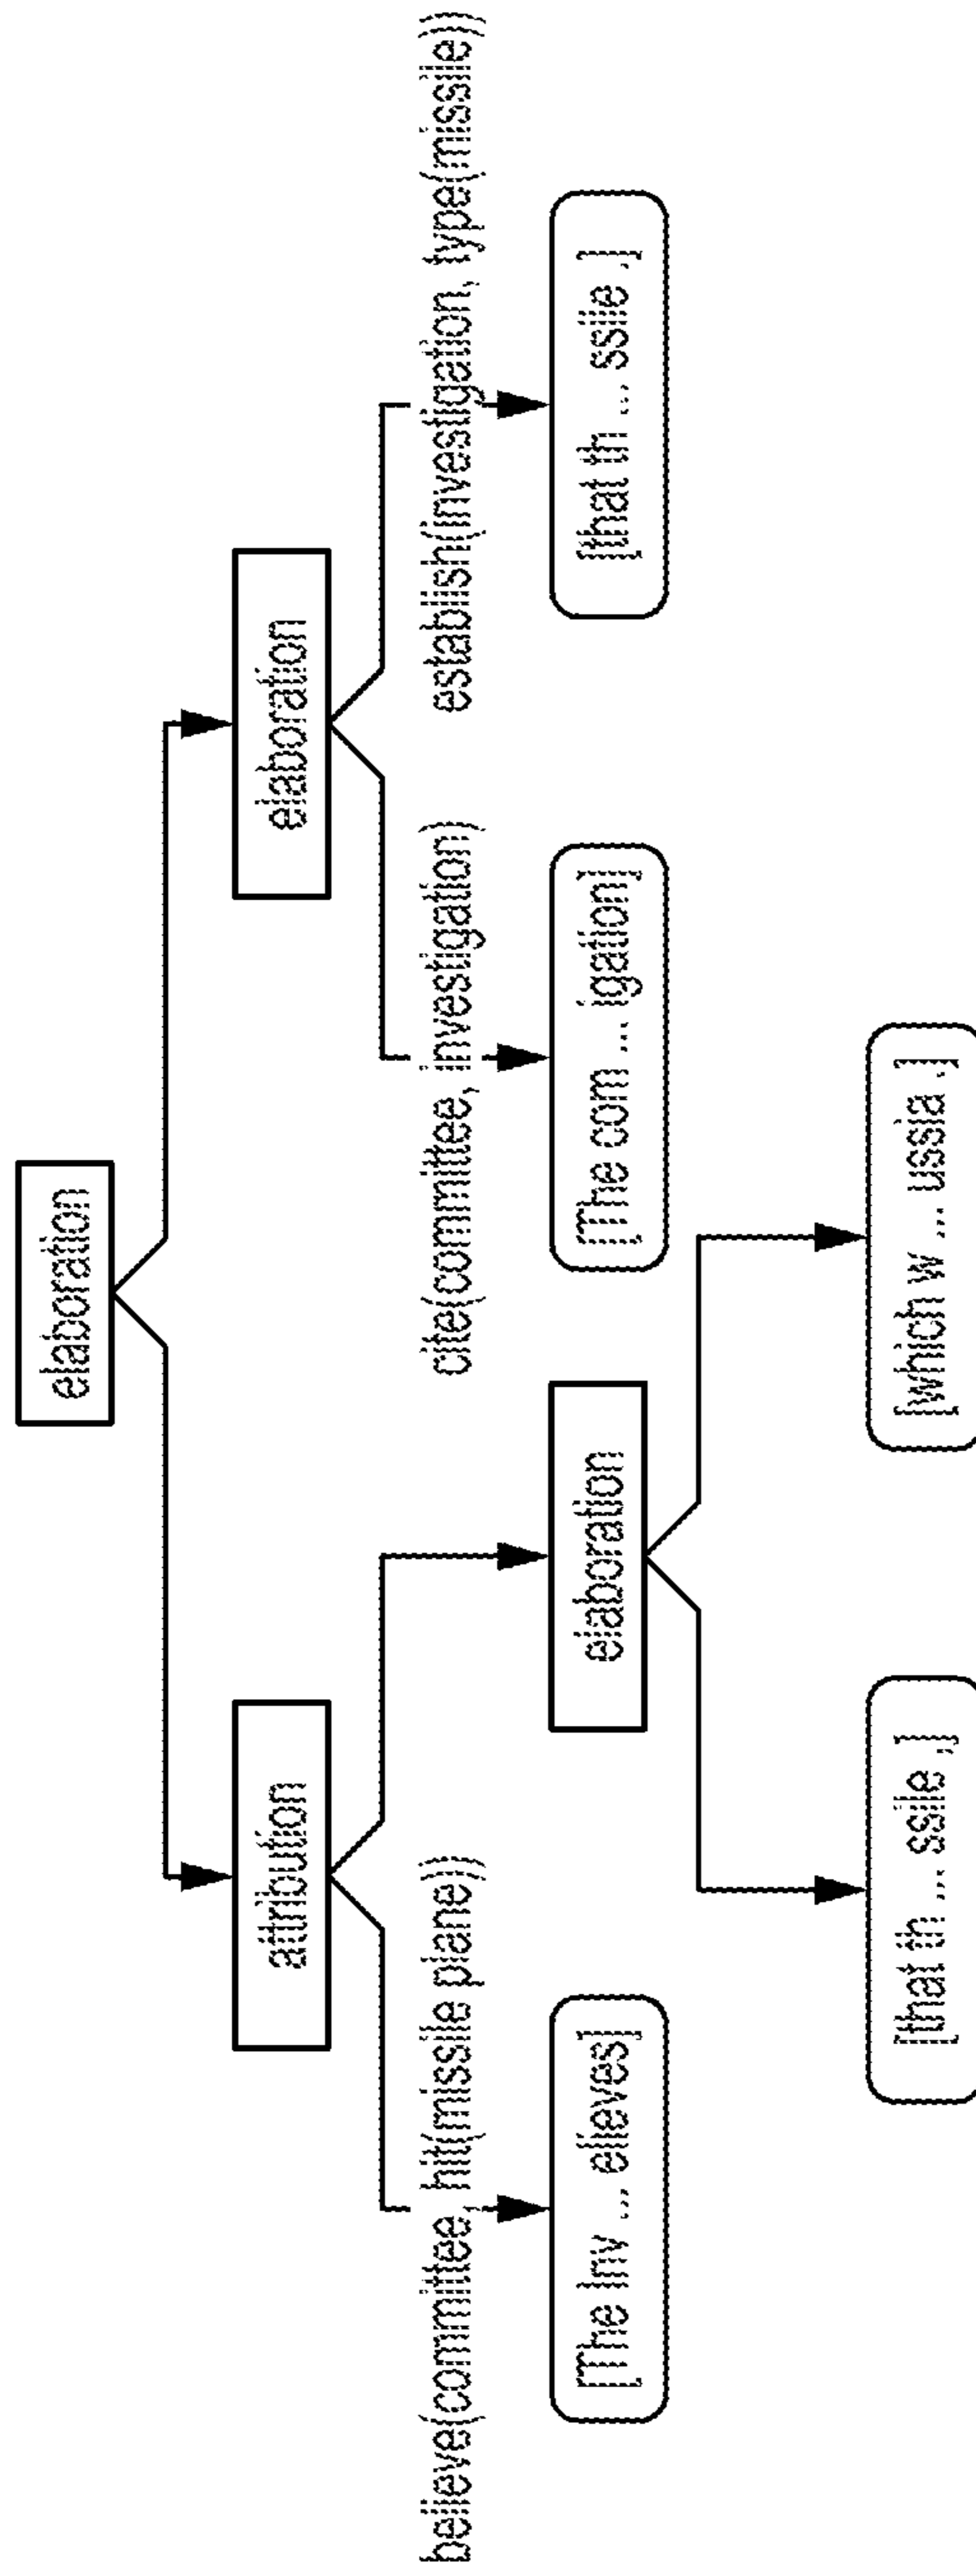 elaboration
attribution
elaboration
believe(committee, hit(missile plane))
cite(committee, investigation)
establish(investigation, type(missile))
[The Inv ... elieves]
elaboration
[The com ... igation]
[that th ... ssile ,]
[that th ... ssile ,]
[which w ... ussia .]